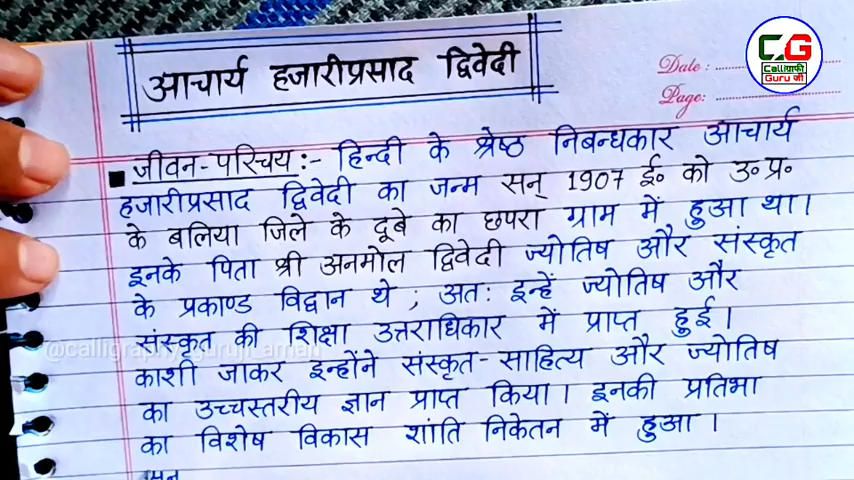 आचार्य हजारीप्रसाद द्विवेदी
CG
Calliग्राफी
Guru जी
Date :
Page:
जीवन-परिचय :- हिन्दी के श्रेष्ठ निबन्धकार आचार्य
हजारीप्रसाद द्विवेदी का जन्म सन् 1907 ई० को उ०प्र०
के बलिया जिले के दूबे का छपरा ग्राम में हुआ था।
इनके पिता श्री अनमोल द्विवेदी ज्योतिष और संस्कृत
के प्रकाण्ड विद्वान थे ; अतः इन्हें ज्योतिष और
संस्कृत की शिक्षा उत्तराधिकार में प्राप्त हुई।
@calligraphy_guruji_aman
काशी जाकर इन्होंने संस्कृत-साहित्य और ज्योतिष
का उच्चस्तरीय ज्ञान प्राप्त किया। इनकी प्रतिभा
का विशेष विकास शांति निकेतन में हुआ।